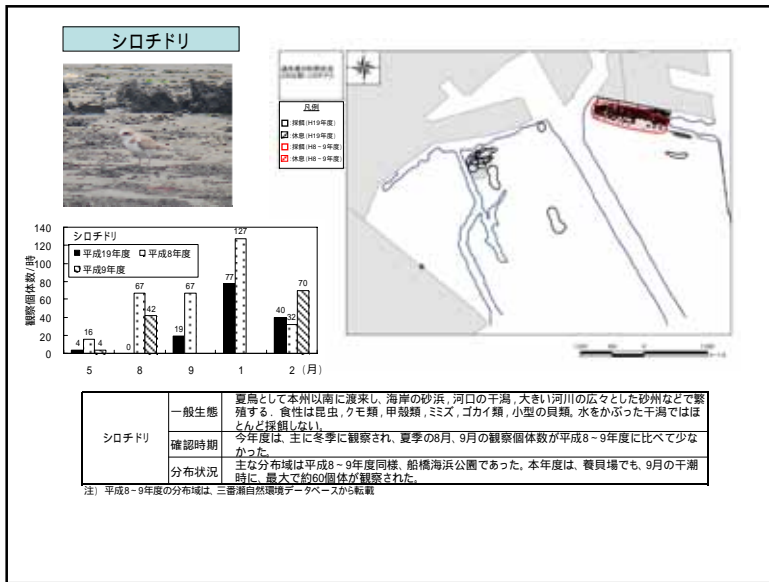 シロチドリ
凡例
採餌(H19年度)
休息(H19年度)
採餌(H8-9年度)
休息(H8-9年度)
シロチドリ
平成19年度 平成8年度
平成9年度
観察個体数/時
140
120
100
80
60
40
20
0
4 16 4
0 67 42
19 67
77 127
40 32 70
5 8 9 1 2 (月)
シロチドリ
一般生態
夏鳥として本州以南に渡来し、海岸の砂浜,河口の干潟,大きい河川の広々とした砂州などで繁
殖する. 食性は昆虫,クモ類,甲殻類,ミミズ,ゴカイ類,小型の貝類。水をかぶった干潟ではほ
とんど採餌しない。
確認時期
今年度は、主に冬季に観察され、夏季の8月、9月の観察個体数が平成8~9年度に比べて少な
かった。
分布状況
主な分布域は平成8~9年度同様、船橋海浜公園であった。本年度は、養貝場でも、9月の干潮
時に、最大で約60個体が観察された。
注) 平成8-9年度の分布域は、三番瀬自然環境データベースから転載